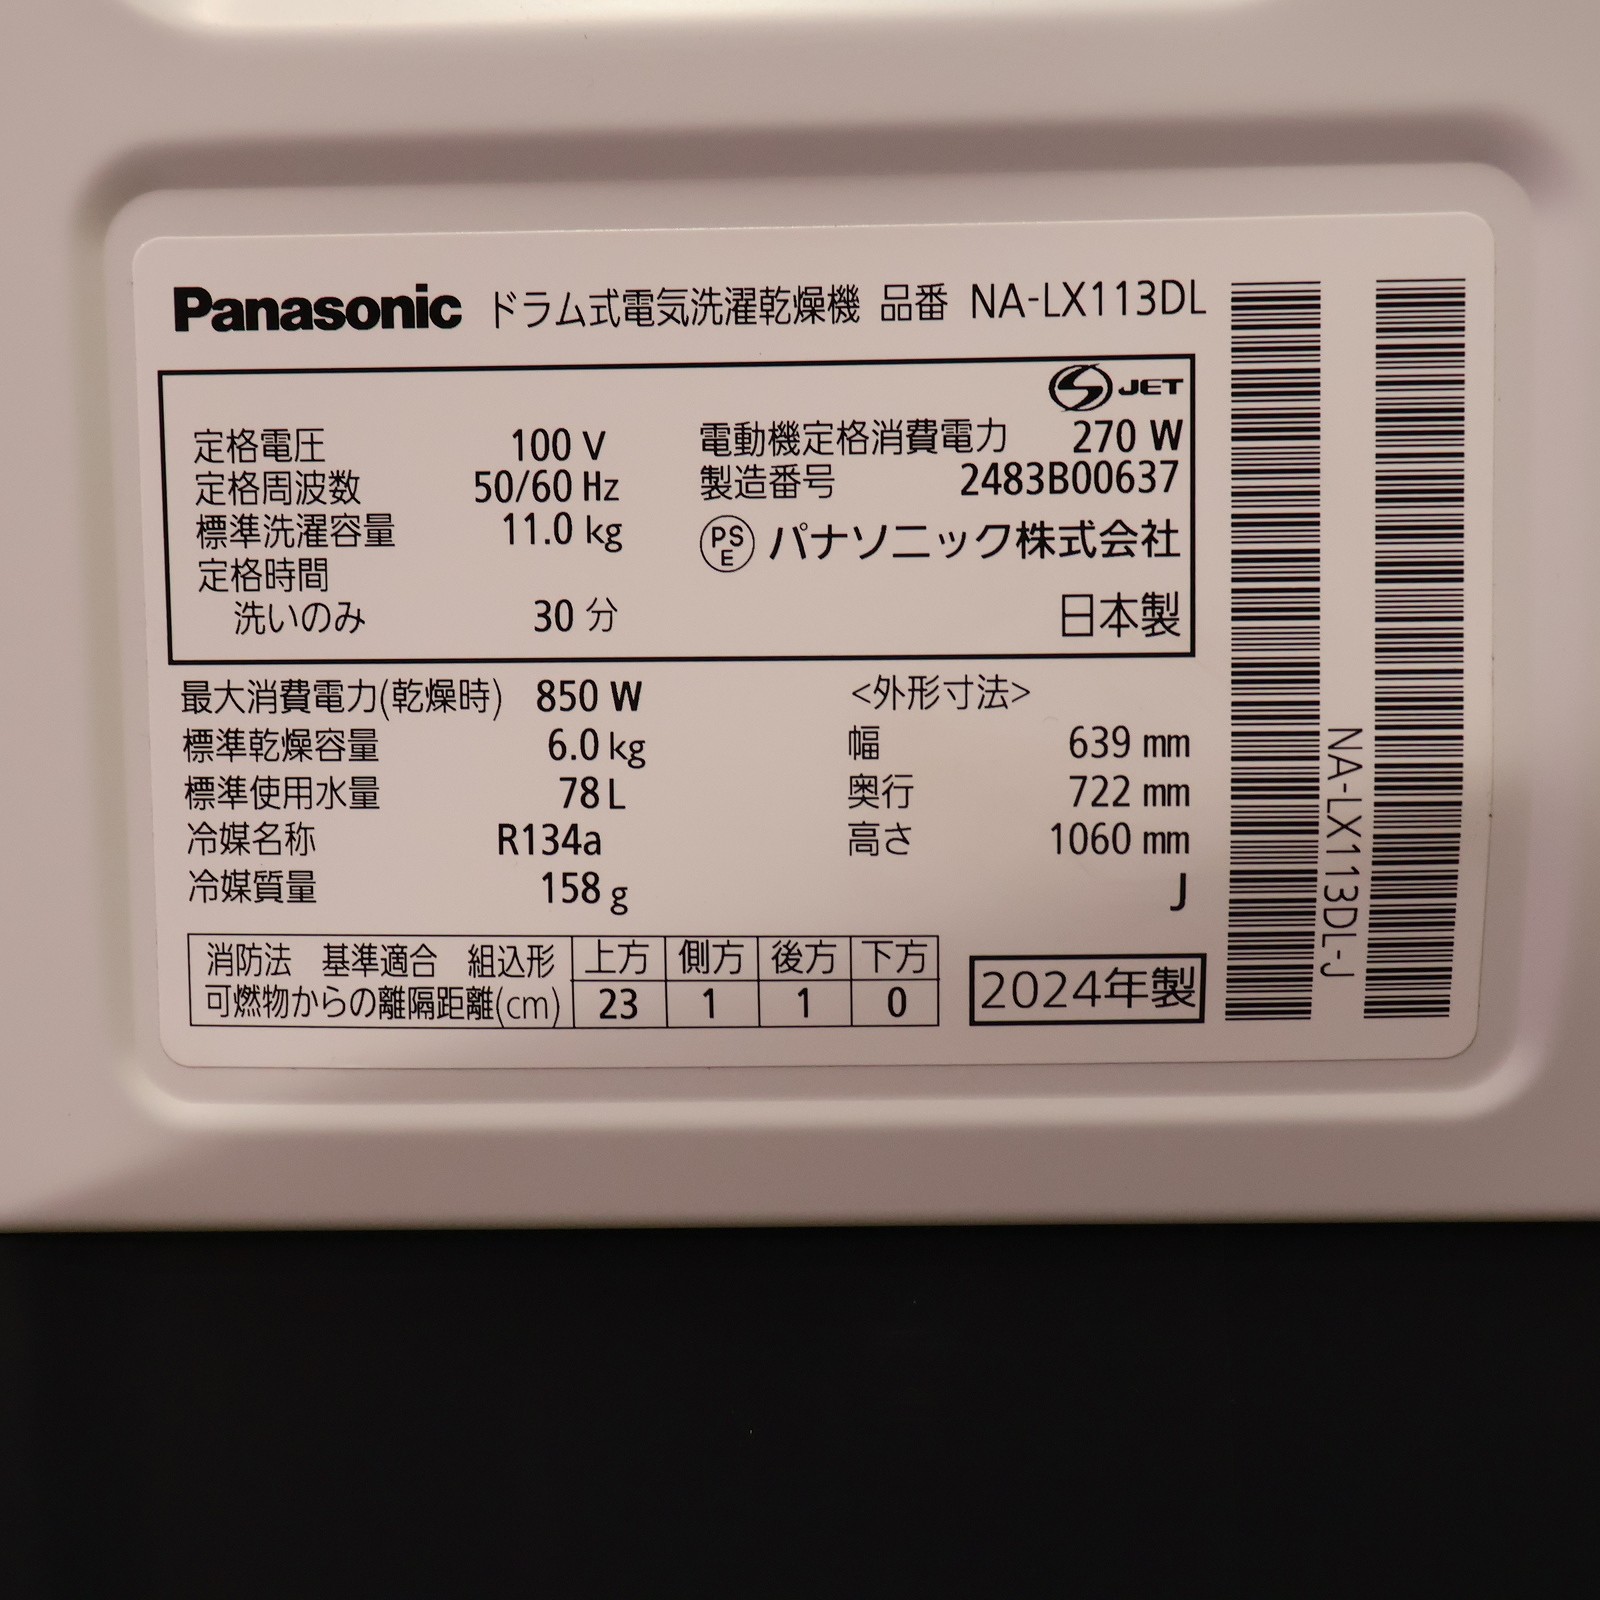 Panasonic ドラム式電気洗濯乾燥機 品番 NA-LX113DL
JET
定格電圧 100 V
定格周波数 50/60 Hz
標準洗濯容量 11.0 kg
定格時間
洗いのみ 30 分
電動機定格消費電力 270 W
製造番号 2483B00637
PSE パナソニック株式会社
日本製
最大消費電力(乾燥時) 850 W
標準乾燥容量 6.0 kg
標準使用水量 78 L
冷媒名称 R134a
冷媒質量 158 g
<外形寸法>
幅 639 mm
奥行 722 mm
高さ 1060 mm
J
消防法 基準適合 組込形 上方 側方 後方 下方
可燃物からの離隔距離(cm) 23 1 1 0
2024年製
NA-LX113DL-J